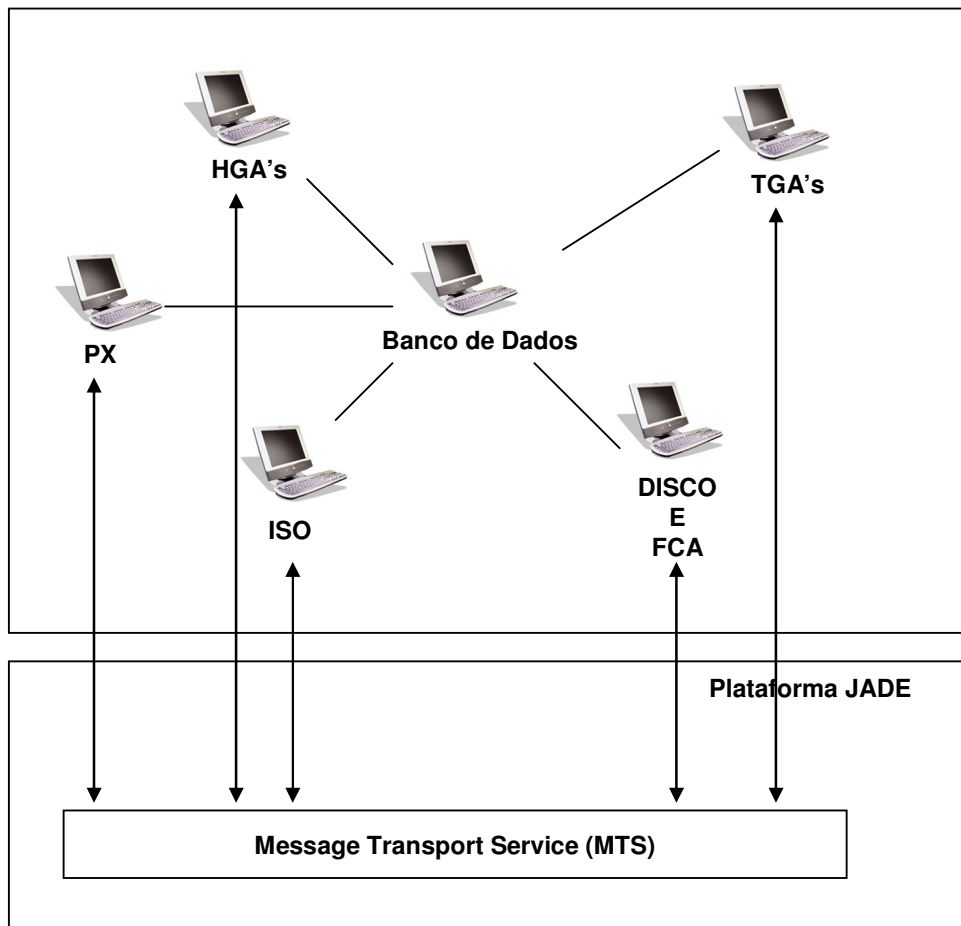 HGA's
TGA's
PX
Banco de Dados
ISO
DISCO
E
FCA
Plataforma JADE
Message Transport Service (MTS)